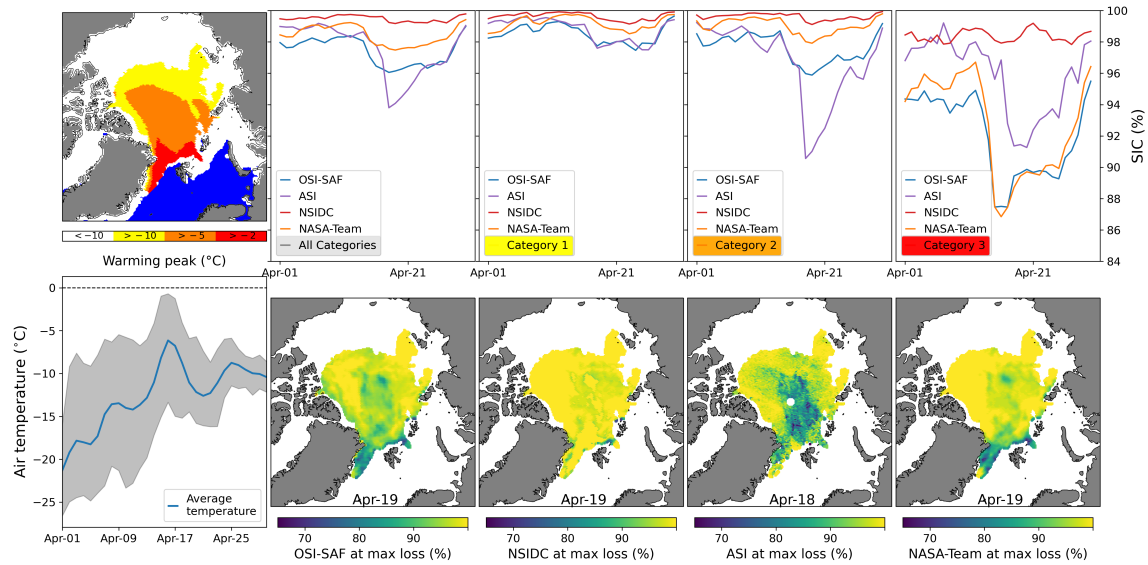 < −10 > −10 > −5 > −2
Warming peak (°C)
OSI-SAF
ASI
NSIDC
NASA-Team
All Categories
OSI-SAF
ASI
NSIDC
NASA-Team
Category 1
OSI-SAF
ASI
NSIDC
NASA-Team
Category 2
OSI-SAF
ASI
NSIDC
NASA-Team
Category 3
Apr-01 Apr-21
Apr-01 Apr-21
Apr-01 Apr-21
Apr-01 Apr-21
100
98
96
94
92
90
88
86
84
SIC (%)
0
−5
−10
−15
−20
−25
Air temperature (°C)
Average
temperature
Apr-01 Apr-09 Apr-17 Apr-25
Apr-19
70 80 90
OSI-SAF at max loss (%)
Apr-19
70 80 90
NSIDC at max loss (%)
Apr-18
70 80 90
ASI at max loss (%)
Apr-19
70 80 90
NASA-Team at max loss (%)